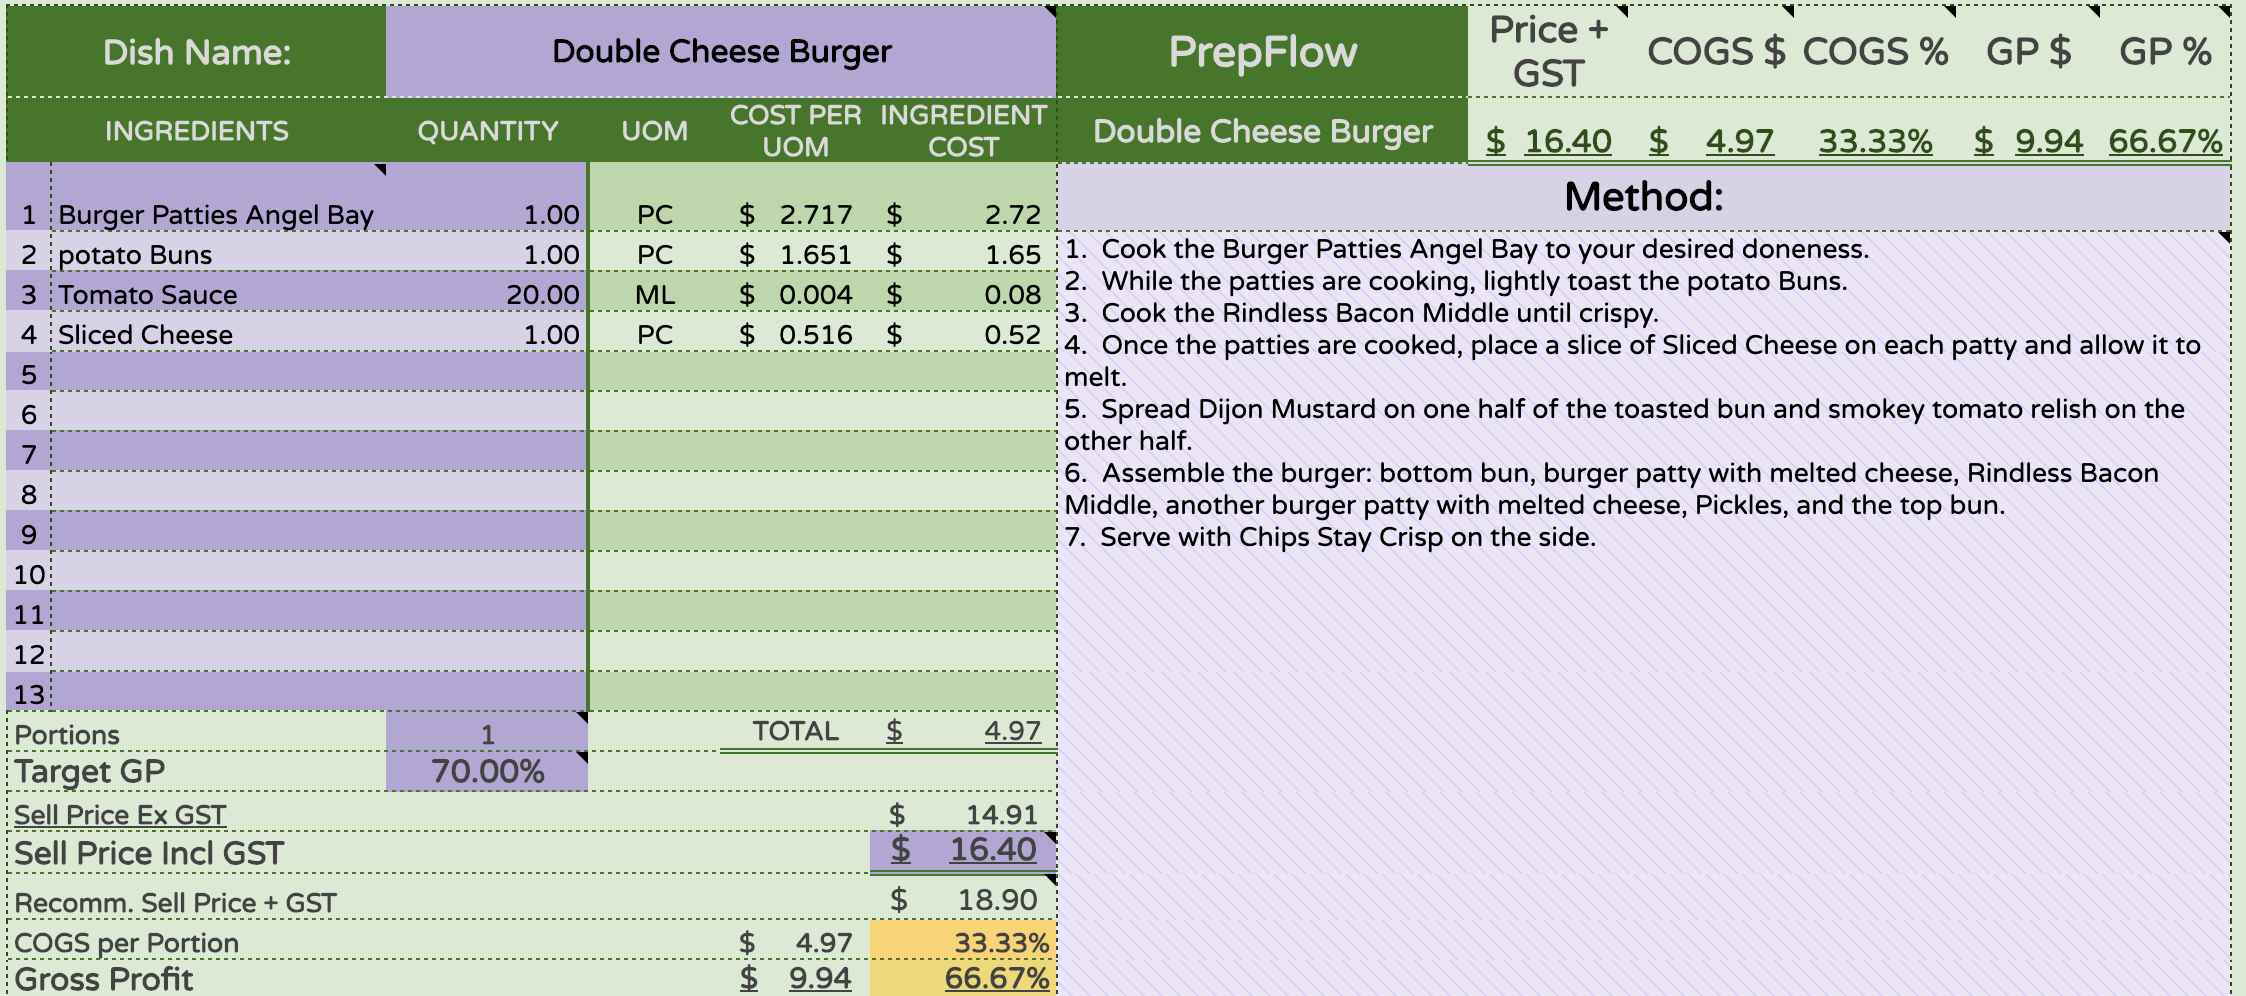 Dish Name: Double Cheese Burger PrepFlow Price + GST COGS $ COGS % GP $ GP %
INGREDIENTS QUANTITY UOM COST PER UOM INGREDIENT COST Double Cheese Burger $ 16.40 $ 4.97 33.33% $ 9.94 66.67%
1 Burger Patties Angel Bay 1.00 PC $ 2.717 $ 2.72
2 potato Buns 1.00 PC $ 1.651 $ 1.65
3 Tomato Sauce 20.00 ML $ 0.004 $ 0.08
4 Sliced Cheese 1.00 PC $ 0.516 $ 0.52
5
6
7
8
9
10
11
12
13
Portions 1 TOTAL $ 4.97
Target GP 70.00%
Sell Price Ex GST $ 14.91
Sell Price Incl GST $ 16.40
Recomm. Sell Price + GST $ 18.90
COGS per Portion $ 4.97 33.33%
Gross Profit $ 9.94 66.67%
Method:
1. Cook the Burger Patties Angel Bay to your desired doneness.
2. While the patties are cooking, lightly toast the potato Buns.
3. Cook the Rindless Bacon Middle until crispy.
4. Once the patties are cooked, place a slice of Sliced Cheese on each patty and allow it to
melt.
5. Spread Dijon Mustard on one half of the toasted bun and smokey tomato relish on the
other half.
6. Assemble the burger: bottom bun, burger patty with melted cheese, Rindless Bacon
Middle, another burger patty with melted cheese, Pickles, and the top bun.
7. Serve with Chips Stay Crisp on the side.